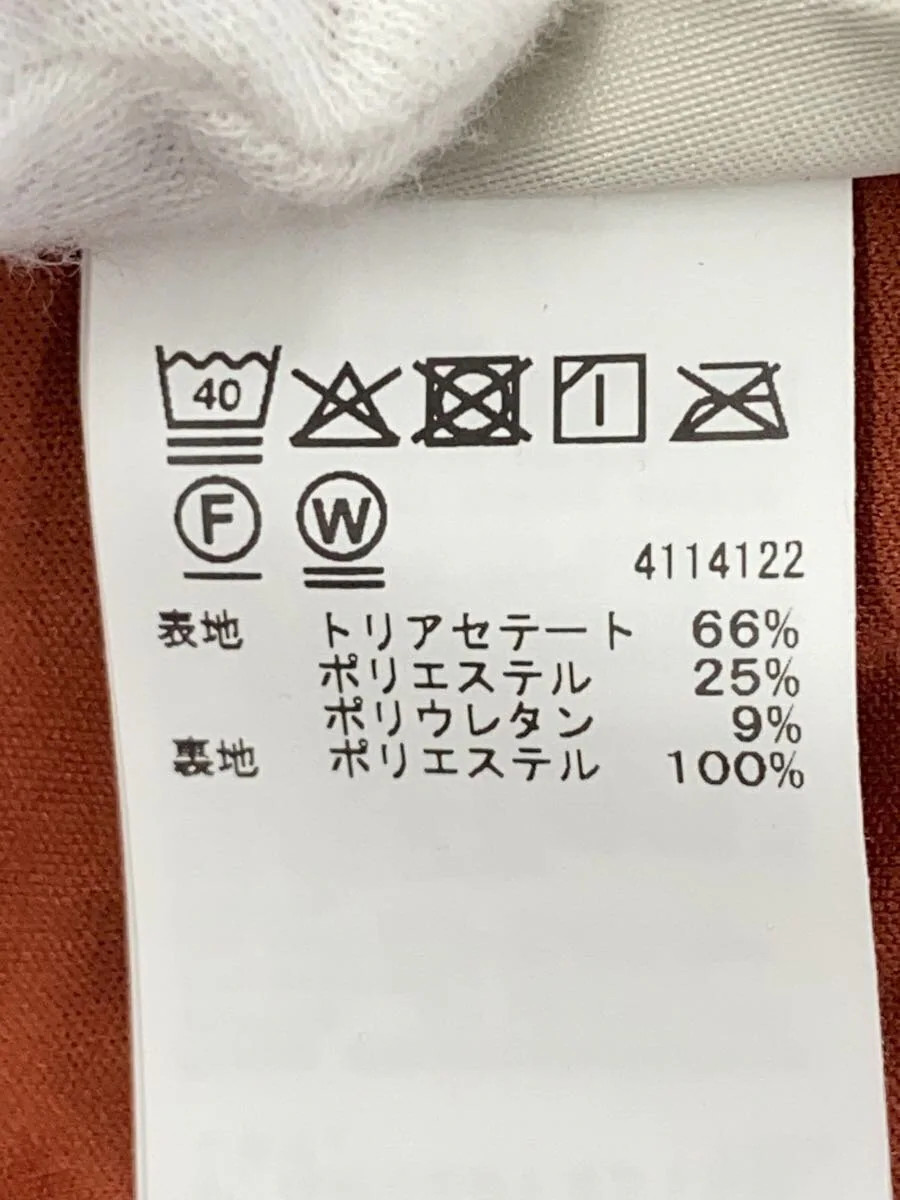 40
F W
4114122
表地 トリアセテート 66%
ポリエステル 25%
ポリウレタン 9%
裏地 ポリエステル 100%